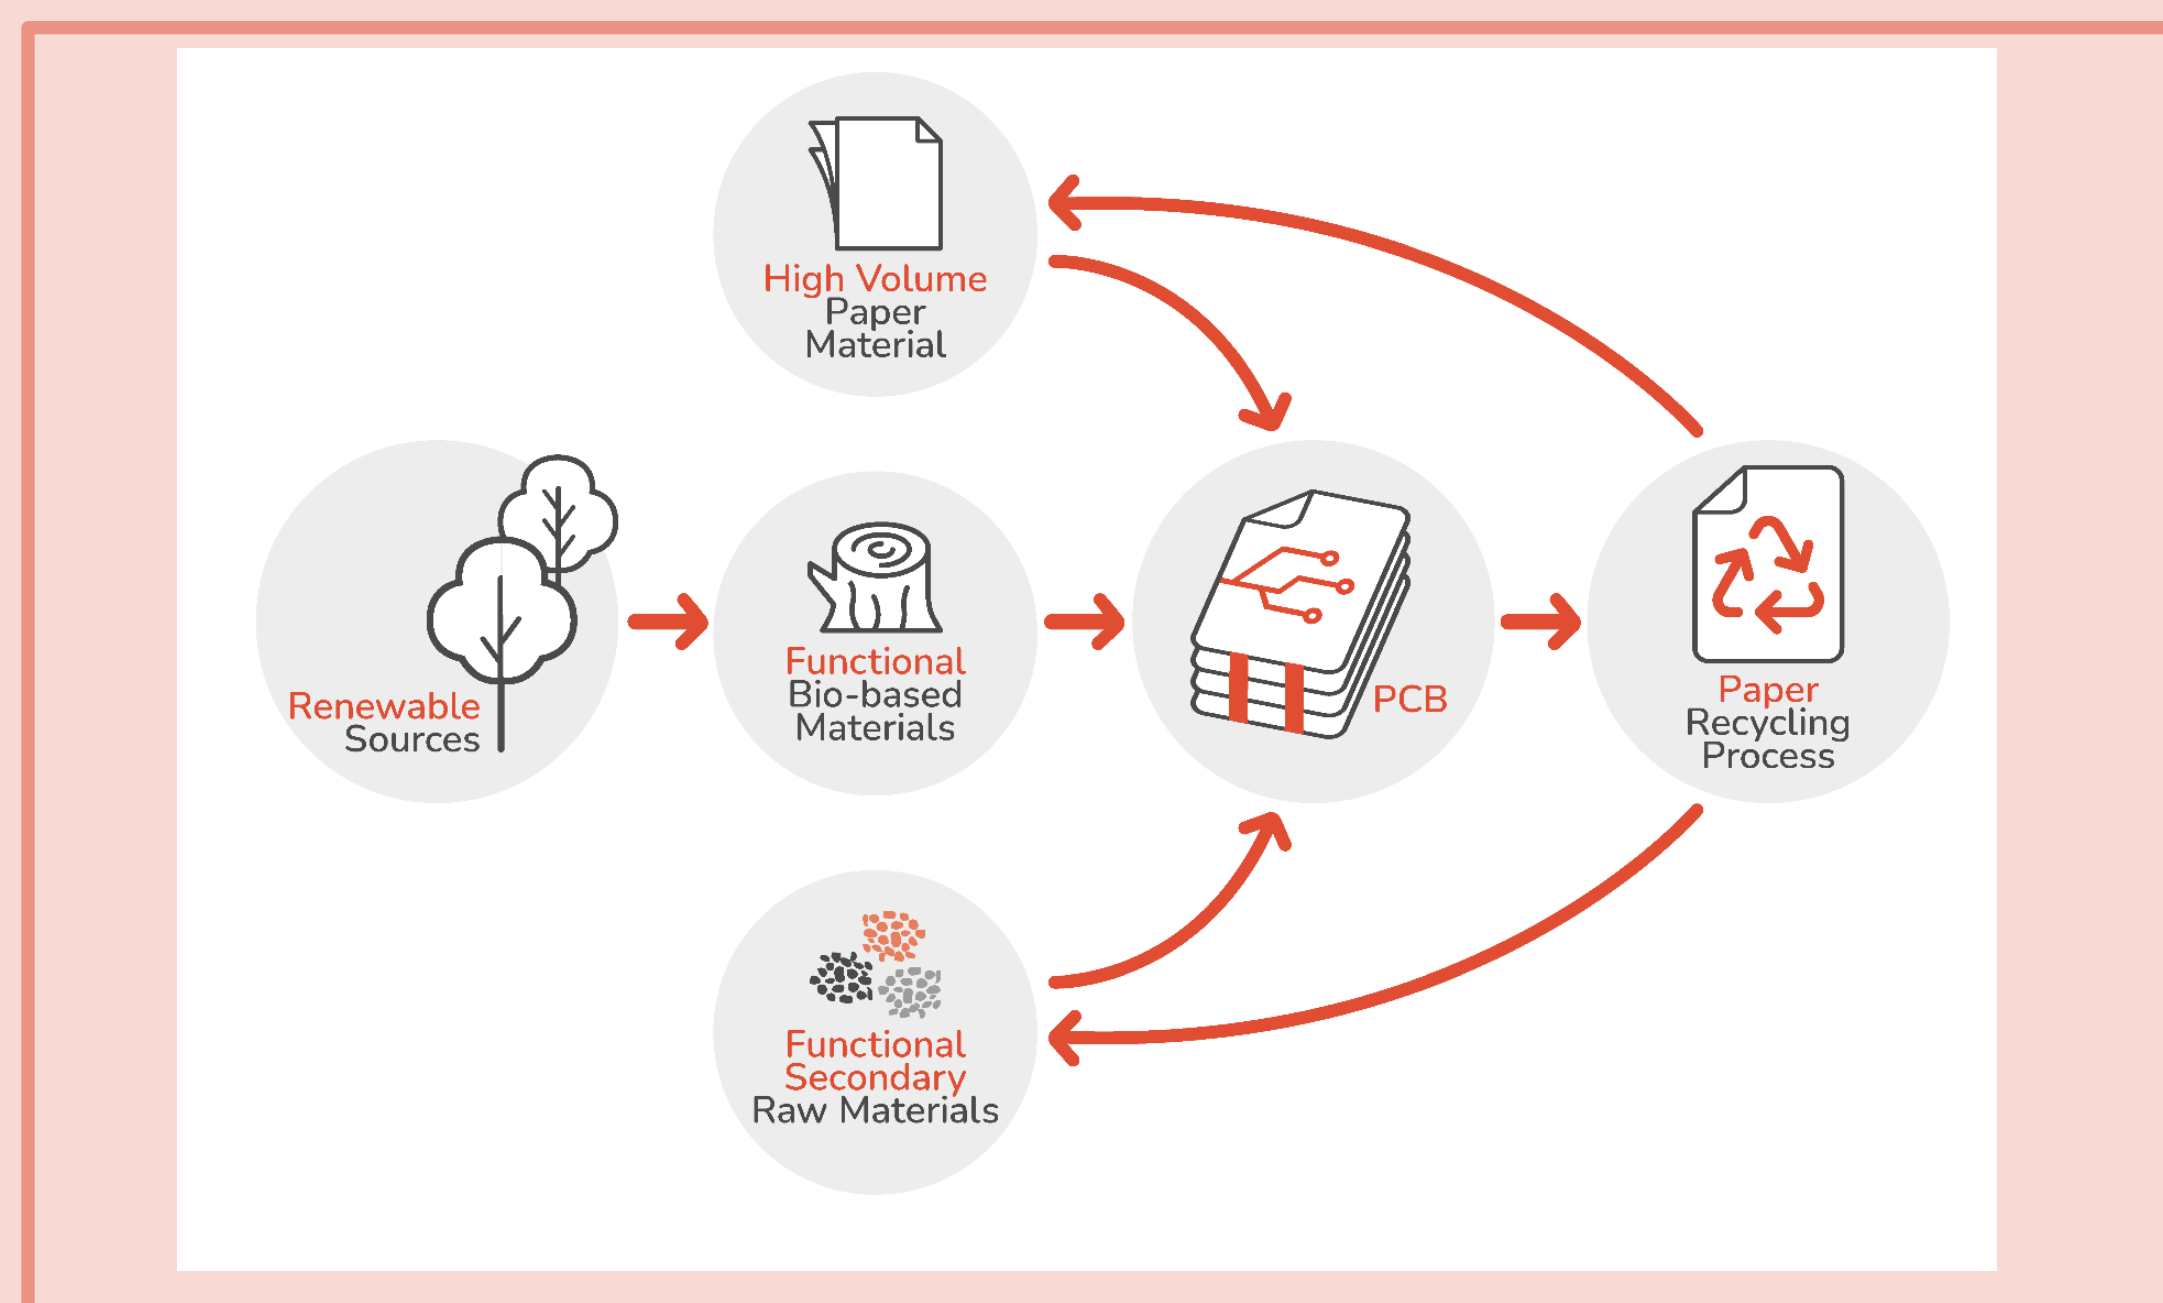 High Volume
Paper
Material
Renewable
Sources
Functional
Bio-based
Materials
PCB
Paper
Recycling
Process
Functional
Secondary
Raw Materials